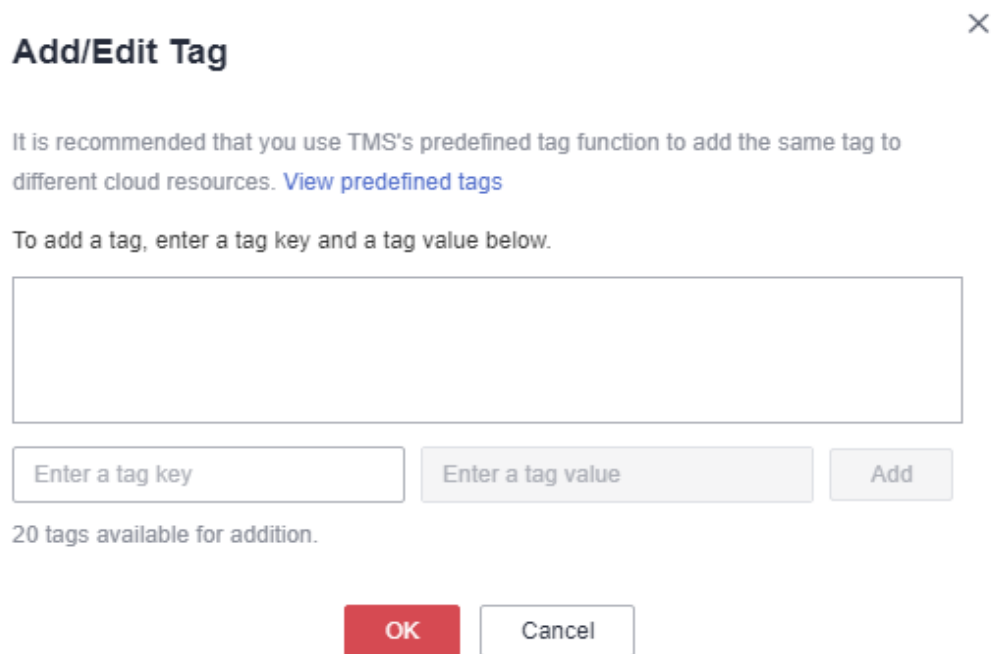 Add/Edit Tag
It is recommended that you use TMS's predefined tag function to add the same tag to
different cloud resources. View predefined tags
To add a tag, enter a tag key and a tag value below.
Enter a tag key Enter a tag value Add
20 tags available for addition.
OK Cancel